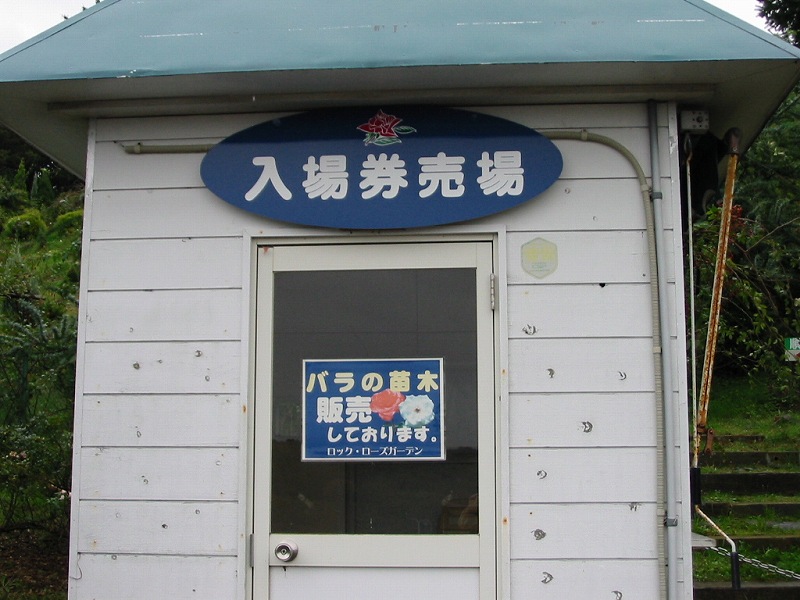 入場券売場
バラの苗木
販売
しております。
ロック・ローズガーデン